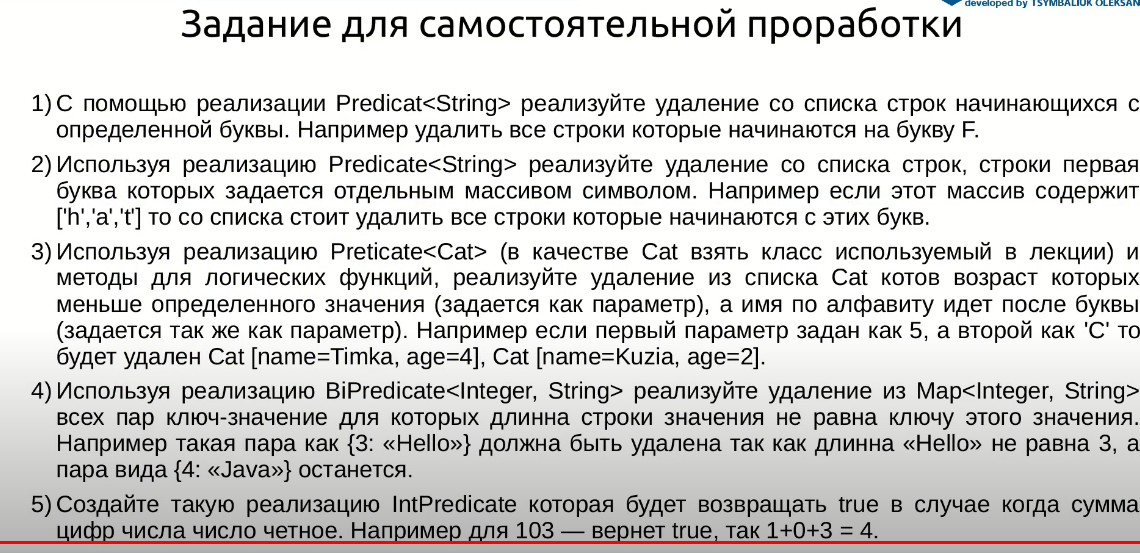 developed by TSYMBALIUK OLEKSAN
Задание для самостоятельной проработки
1) С помощью реализации Predicat<String> реализуйте удаление со списка строк начинающихся с
определенной буквы. Например удалить все строки которые начинаются на букву F.
2) Используя реализацию Predicate<String> реализуйте удаление со списка строк, строки первая
буква которых задается отдельным массивом символом. Например если этот массив содержит
['h','a','t'] то со списка стоит удалить все строки которые начинаются с этих букв.
3) Используя реализацию Preticate<Cat> (в качестве Cat взять класс используемый в лекции) и
методы для логических функций, реализуйте удаление из списка Cat котов возраст которых
меньше определенного значения (задается как параметр), а имя по алфавиту идет после буквы
(задается так же как параметр). Например если первый параметр задан как 5, а второй как 'C' то
будет удален Cat [name=Timka, age=4], Cat [name=Kuzia, age=2].
4) Используя реализацию BiPredicate<Integer, String> реализуйте удаление из Map<Integer, String>
всех пар ключ-значение для которых длинна строки значения не равна ключу этого значения.
Например такая пара как {3: «Hello»} должна быть удалена так как длинна «Hello» не равна 3, а
пара вида {4: «Java»} останется.
5) Создайте такую реализацию IntPredicate которая будет возвращать true в случае когда сумма
цифр числа число четное. Например для 103 — вернет true, так 1+0+3 = 4.